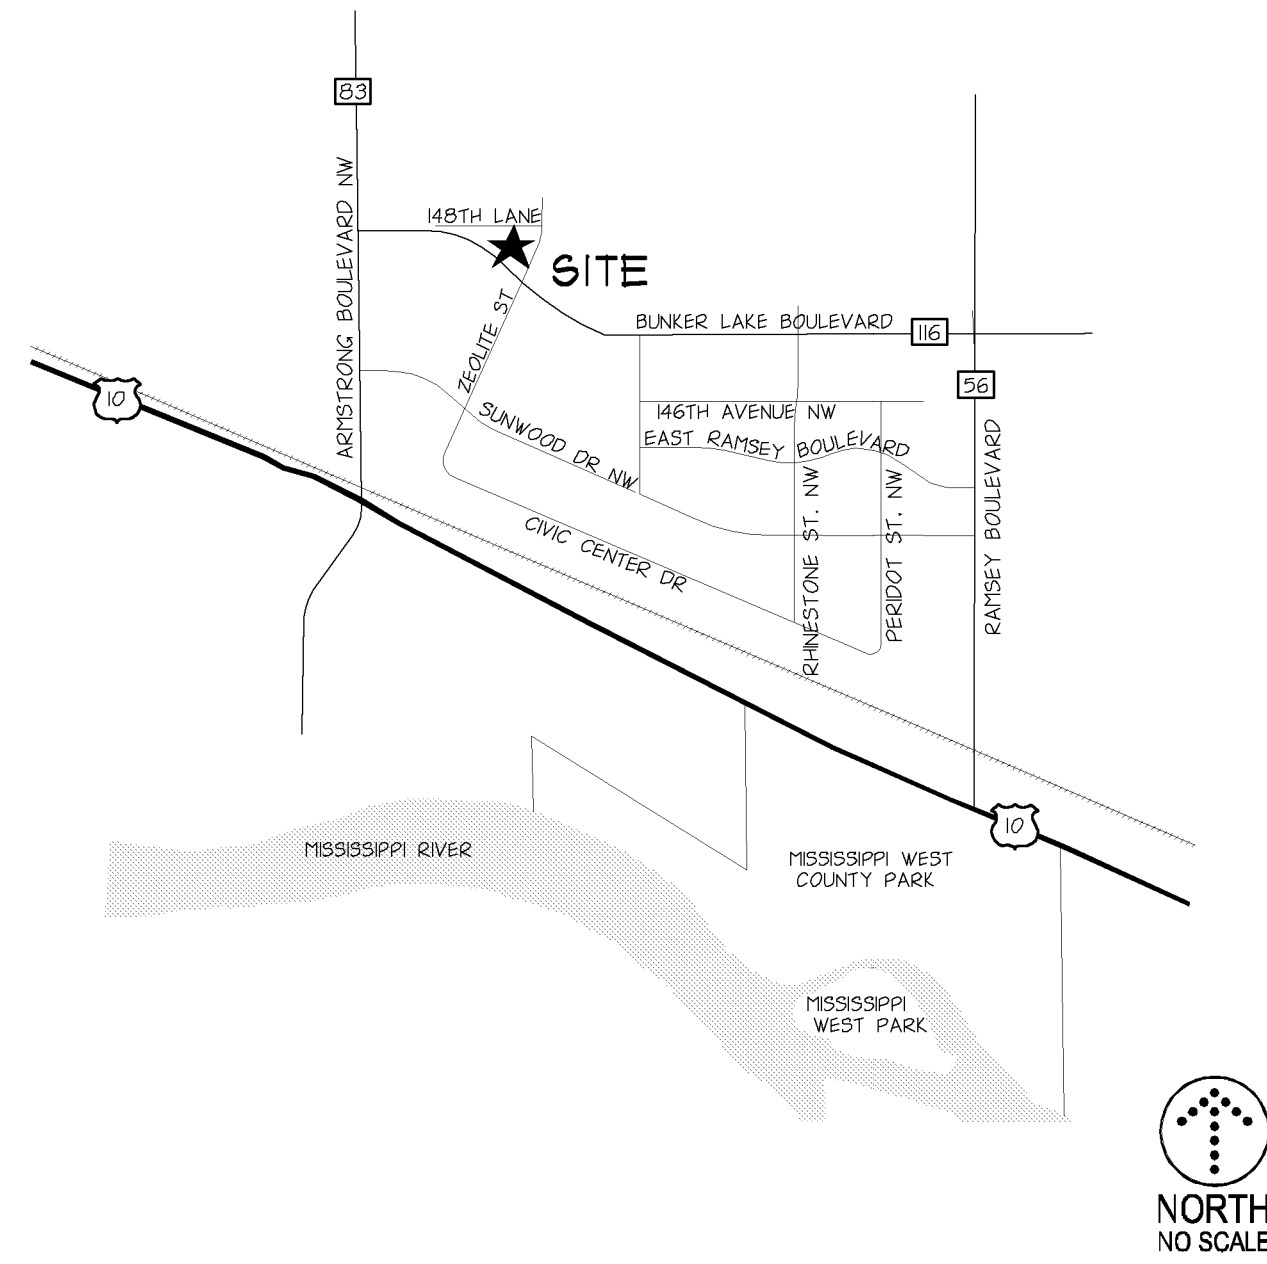 83
ARMSTRONG BOULEVARD NW
148TH LANE
SITE
ZEOLITE ST
BUNKER LAKE BOULEVARD
116
56
10
146TH AVENUE NW
SUNWOOD DR NW
EAST RAMSEY BOULEVARD
RAMSEY BOULEVARD
RHINESTONE ST. NW
PERIDOT ST. NW
CIVIC CENTER DR
10
MISSISSIPPI RIVER
MISSISSIPPI WEST
COUNTY PARK
MISSISSIPPI
WEST PARK
NORTH
NO SCALE